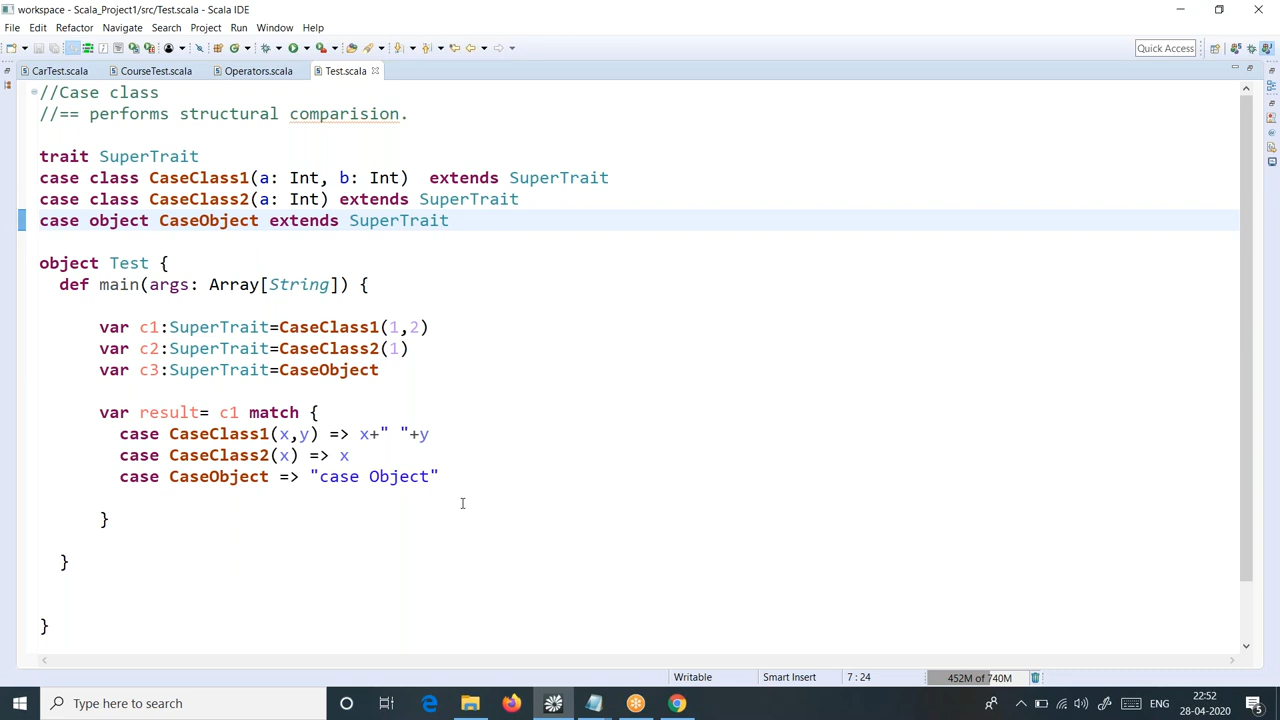 workspace - Scala_Project1/src/Test.scala - Scala IDE
File Edit Refactor Navigate Search Project Run Window Help
Quick Access
CarTest.scala CourseTest.scala Operators.scala Test.scala
//Case class
//== performs structural comparision.
trait SuperTrait
case class CaseClass1(a: Int, b: Int)  extends SuperTrait
case class CaseClass2(a: Int) extends SuperTrait
case object CaseObject extends SuperTrait
object Test {
def main(args: Array[String]) {
var c1:SuperTrait=CaseClass1(1,2)
var c2:SuperTrait=CaseClass2(1)
var c3:SuperTrait=CaseObject
var result= c1 match {
case CaseClass1(x,y) => x+" "+y
case CaseClass2(x) => x
case CaseObject => "case Object"
}
}
}
Writable Smart Insert 7 : 24 452M of 740M
Type here to search
ENG
22:52
28-04-2020
5